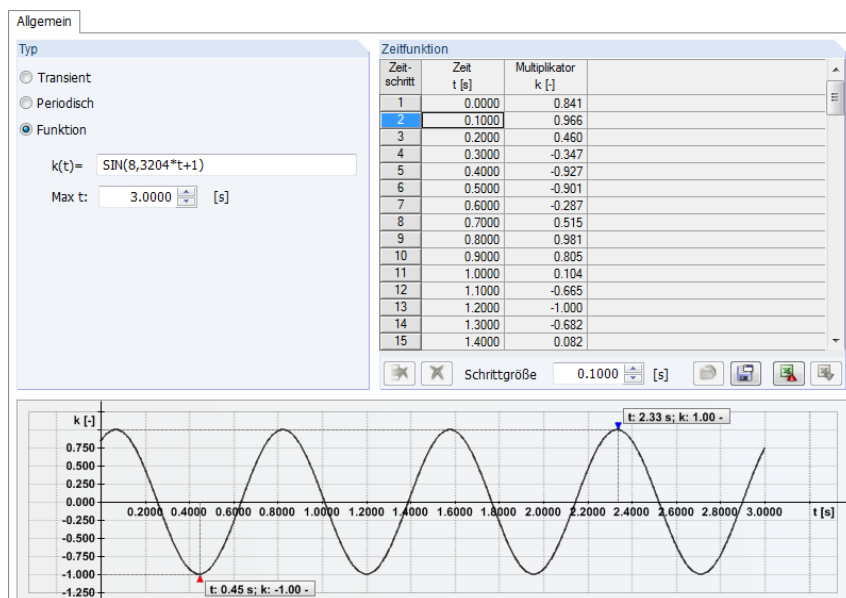 Allgemein
Typ
Transient
Periodisch
Funktion
k(t)= SIN(8,3204*t+1)
Max t: 3.0000 [s]
Zeitfunktion
Zeit- Zeit Multiplikator
schritt t [s] k [-]
1 0.0000 0.841
2 0.1000 0.966
3 0.2000 0.460
4 0.3000 -0.347
5 0.4000 -0.927
6 0.5000 -0.901
7 0.6000 -0.287
8 0.7000 0.515
9 0.8000 0.981
10 0.9000 0.805
11 1.0000 0.104
12 1.1000 -0.665
13 1.2000 -1.000
14 1.3000 -0.682
15 1.4000 0.082
Schrittgröße 0.1000 [s]
k [-]
t: 2.33 s; k: 1.00 -
0.750
0.500
0.250
0.000
0.2000 0.4000 0.6000 0.8000 1.0000 1.2000 1.4000 1.6000 1.8000 2.0000 2.2000 2.4000 2.6000 2.8000 3.0000 t [s]
-0.250
-0.500
-0.750
-1.000
-1.250
t: 0.45 s; k: -1.00 -